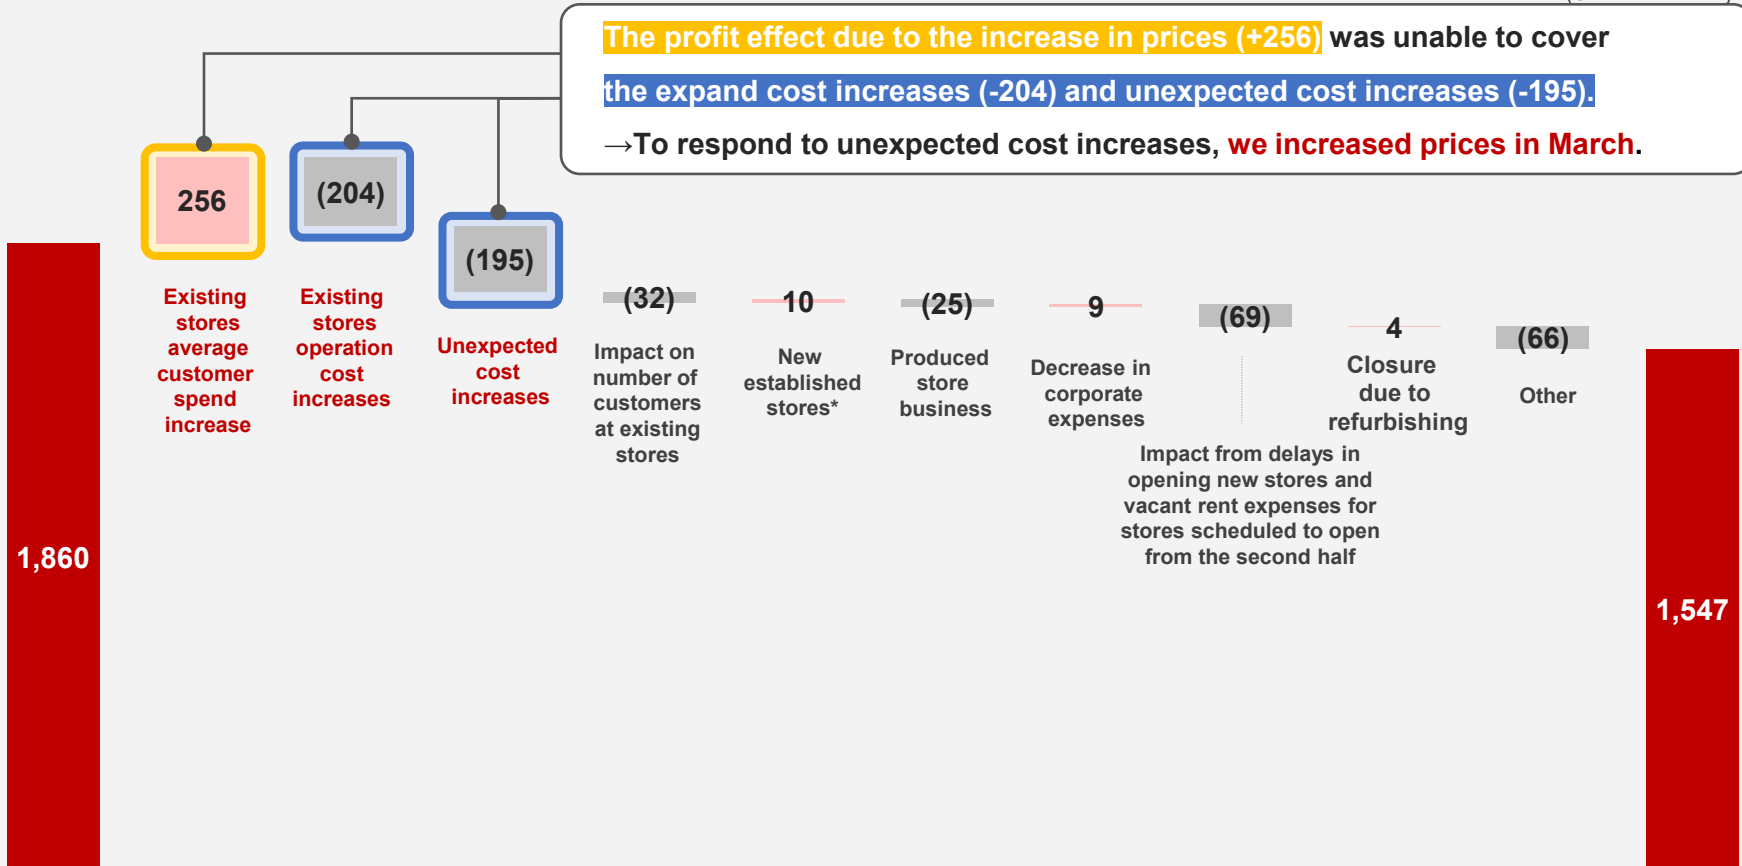 The profit effect due to the increase in prices (+256) was unable to cover
the expand cost increases (-204) and unexpected cost increases (-195).
→To respond to unexpected cost increases, we increased prices in March.
256
(204)
(195)
(32)
10
(25)
9
(69)
4
(66)
Existing
stores
average
customer
spend
increase
Existing
stores
operation
cost
increases
Unexpected
cost
increases
Impact on
number of
customers
at existing
stores
New
established
stores*
Produced
store
business
Decrease in
corporate
expenses
Impact from delays in
opening new stores and
vacant rent expenses for
stores scheduled to open
from the second half
Closure
due to
refurbishing
Other
1,860
1,547